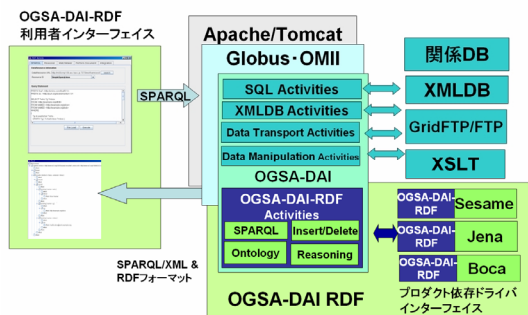 OGSA-DAI-RDF
利用者インターフェイス
SPARQL
SPARQL/XML &
RDFフォーマット
Apache/Tomcat
Globus・OMII
SQL Activities
XMLDB Activities
Data Transport Activities
Data Manipulation Activities
OGSA-DAI
OGSA-DAI-RDF
Activities
SPARQL
Insert/Delete
Ontology
Reasoning
OGSA-DAI RDF
関係DB
XMLDB
GridFTP/FTP
XSLT
OGSA-DAI-
RDF
Sesame
OGSA-DAI-
RDF
Jena
OGSA-DAI-
RDF
Boca
プロダクト依存ドライバ
インターフェイス